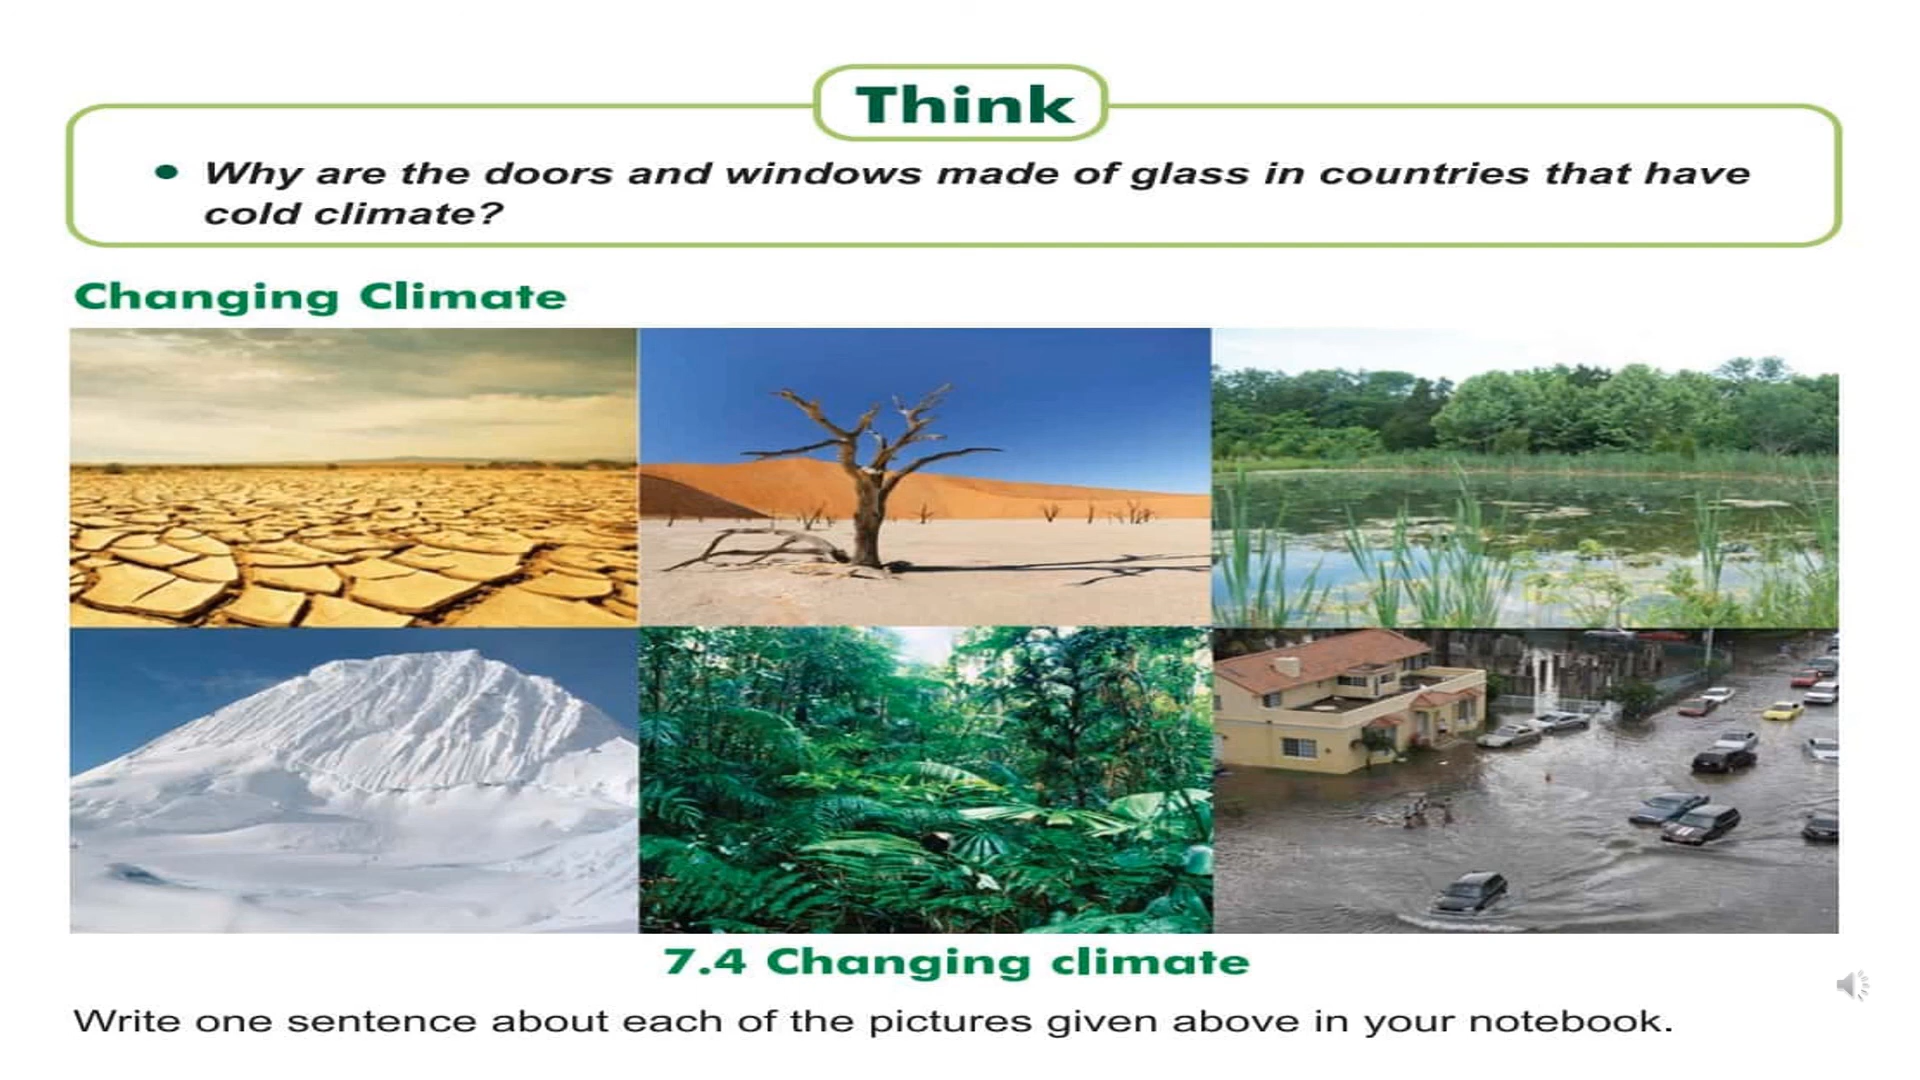 Think
• Why are the doors and windows made of glass in countries that have
cold climate?
Changing Climate
7.4 Changing climate
Write one sentence about each of the pictures given above in your notebook.